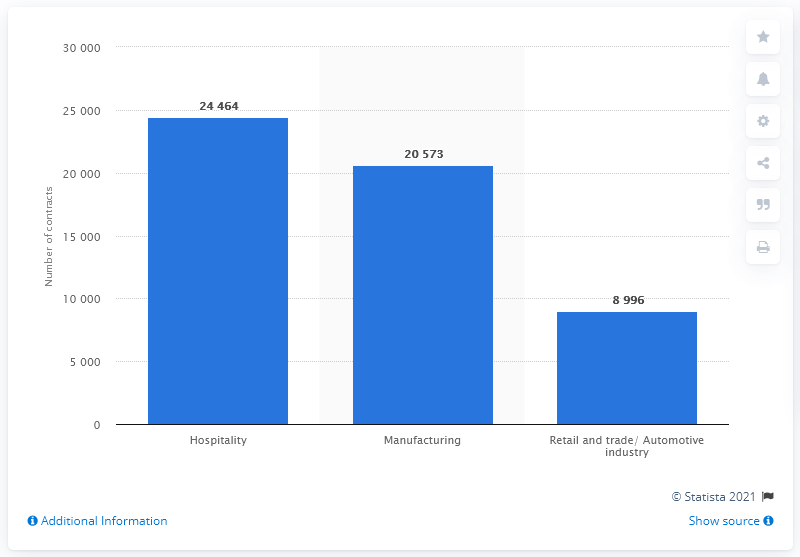 30 000
25 000
20 000
15 000
10 000
5 000
0
Number of contracts
24 464
20 573
8 996
Hospitality
Manufacturing
Retail and trade/ Automotive
industry
© Statista 2021
Additional Information
Show source